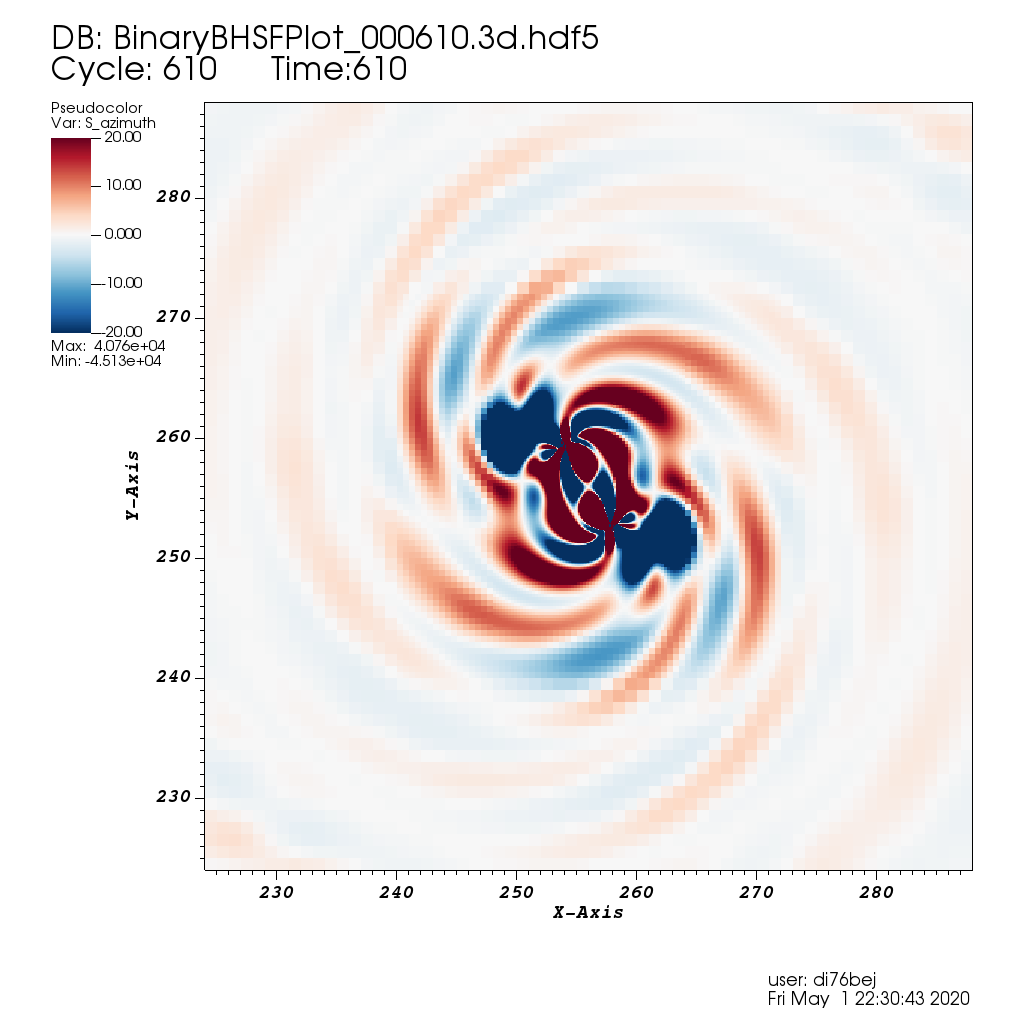 DB: BinaryBHSFPlot_000610.3d.hdf5
Cycle: 610 Time:610
Pseudocolor
Var: S_azimuth
20.00
10.00
0.000
-10.00
-20.00
Max: 4.076e+04
Min: -4.513e+04
280
270
260
250
240
230
Y-Axis
230 240 250 260 270 280
X-Axis
user: di76bej
Fri May 1 22:30:43 2020